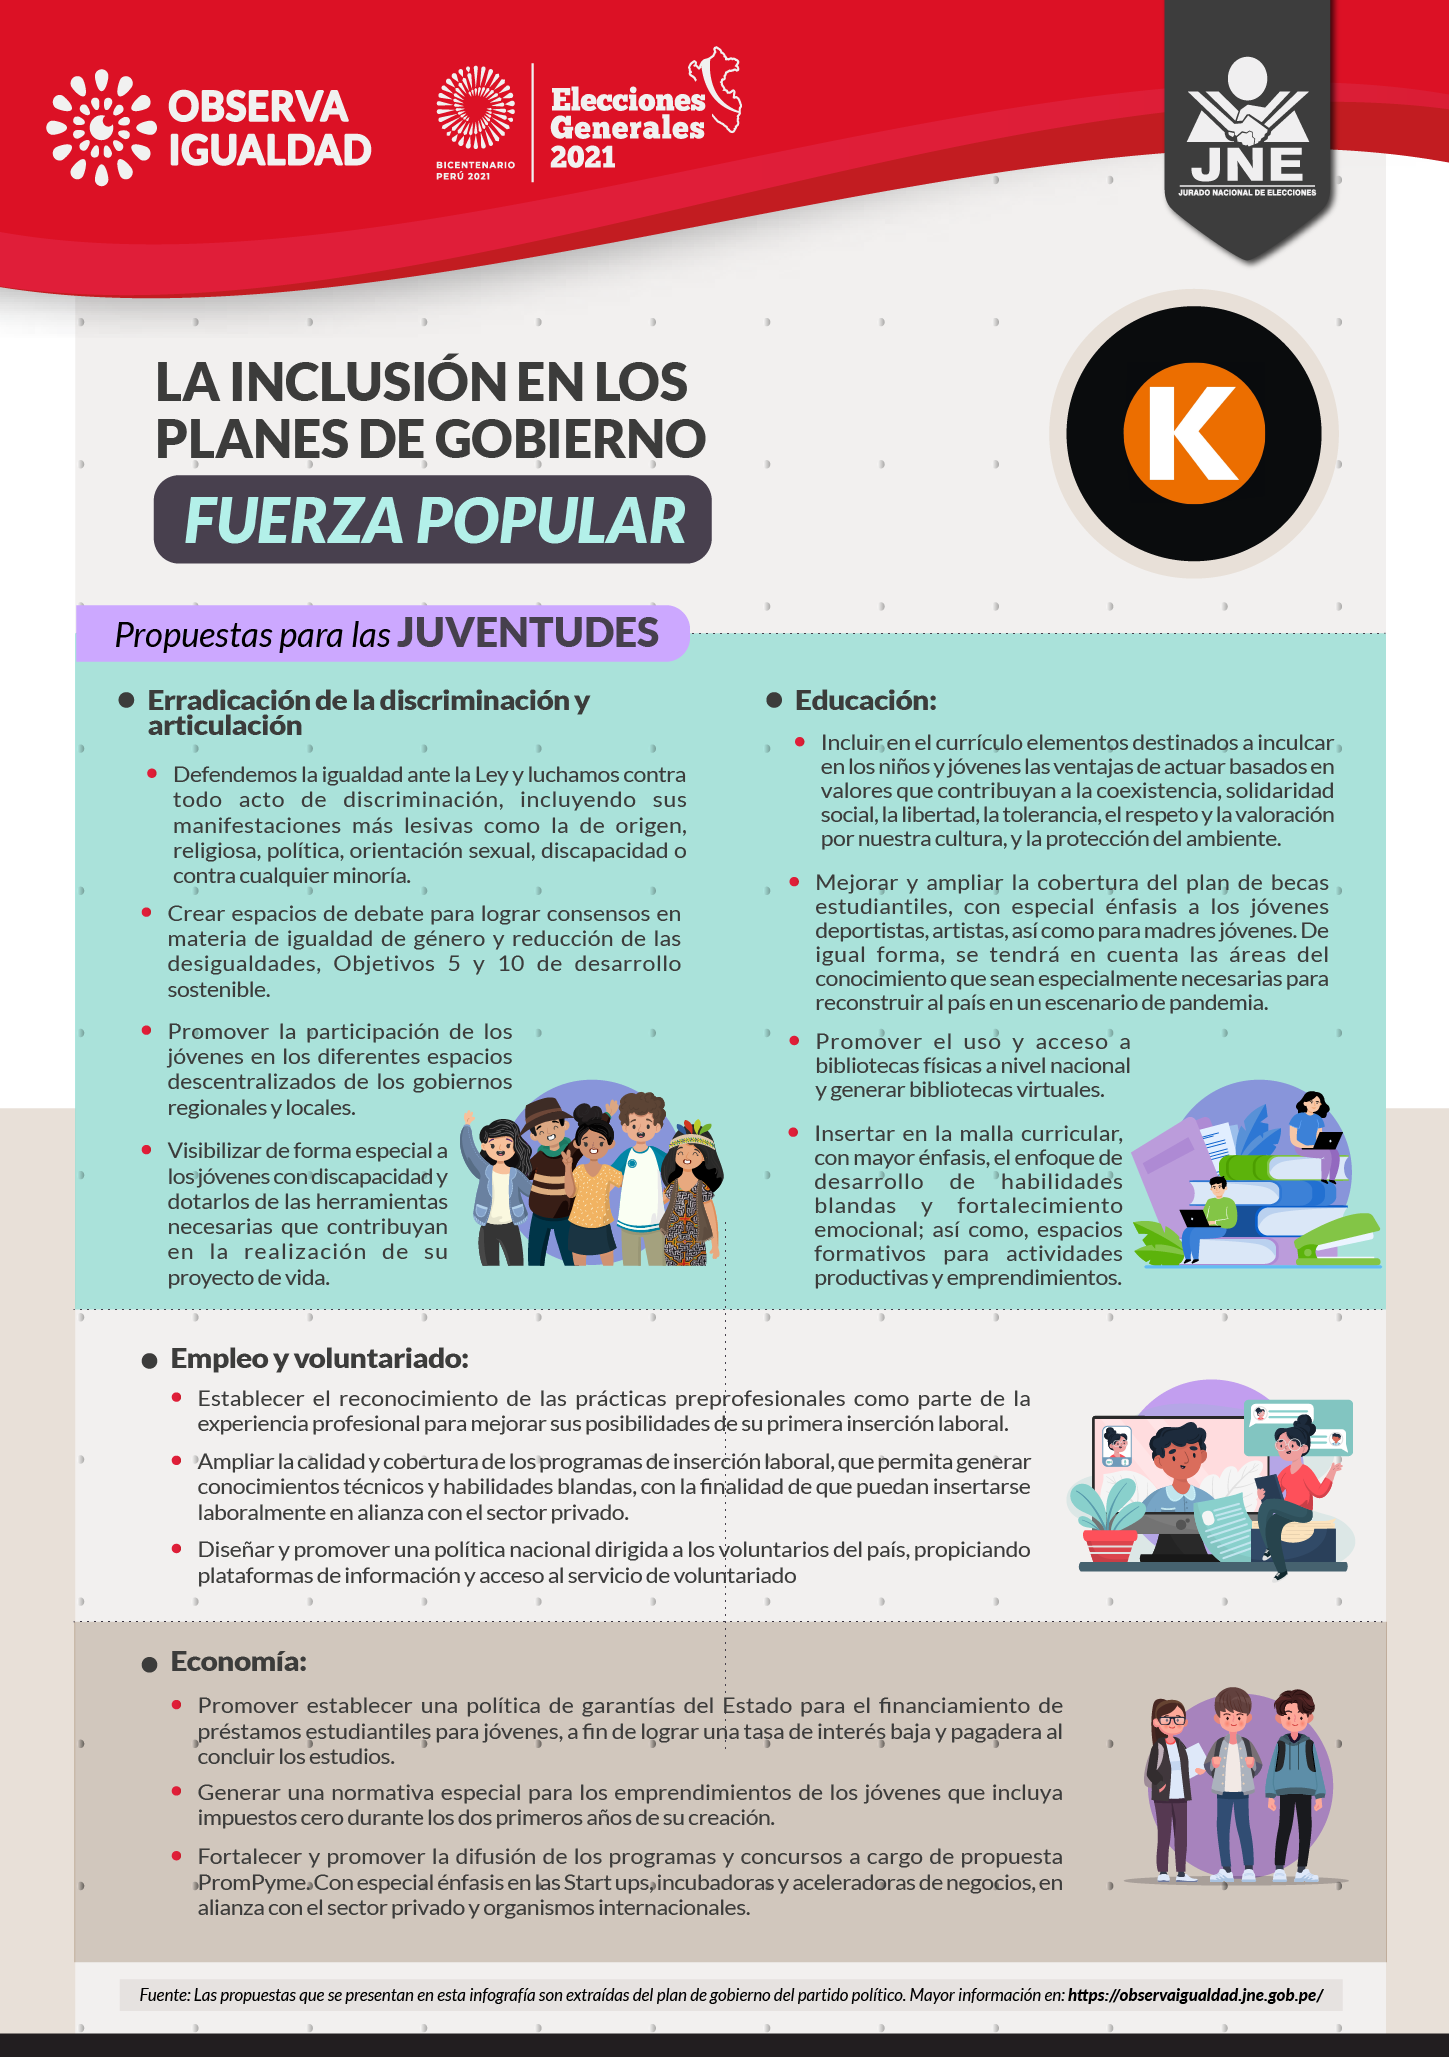 OBSERVA
IGUALDAD
BICENTENARIO
PERÚ 2021
Elecciones
Generales
2021
JNE
JURADO NACIONAL DE ELECCIONES
LA INCLUSIÓN EN LOS
PLANES DE GOBIERNO
FUERZA POPULAR
K
Propuestas para las JUVENTUDES
Erradicación de la discriminación y
articulación
Defendemos la igualdad ante la Ley y luchamos contra
todo acto de discriminación, incluyendo sus
manifestaciones más lesivas como la de origen,
religiosa, política, orientación sexual, discapacidad o
contra cualquier minoría.
Crear espacios de debate para lograr consensos en
materia de igualdad de género y reducción de las
desigualdades, Objetivos 5 y 10 de desarrollo
sostenible.
Promover la participación de los
jóvenes en los diferentes espacios
descentralizados de los gobiernos
regionales y locales.
Visibilizar de forma especial a
los jóvenes con discapacidad y
dotarlos de las herramientas
necesarias que contribuyan
en la realización de su
proyecto de vida.
Educación:
Incluir en el currículo elementos destinados a inculcar
en los niños y jóvenes las ventajas de actuar basados en
valores que contribuyan a la coexistencia, solidaridad
social, la libertad, la tolerancia, el respeto y la valoración
por nuestra cultura, y la protección del ambiente.
Mejorar y ampliar la cobertura del plan de becas
estudiantiles, con especial énfasis a los jóvenes
deportistas, artistas, así como para madres jóvenes. De
igual forma, se tendrá en cuenta las áreas del
conocimiento que sean especialmente necesarias para
reconstruir al país en un escenario de pandemia.
Promover el uso y acceso a
bibliotecas físicas a nivel nacional
y generar bibliotecas virtuales.
Insertar en la malla curricular,
con mayor énfasis, el enfoque de
desarrollo de habilidades
blandas y fortalecimiento
emocional; así como, espacios
formativos para actividades
productivas y emprendimientos.
Empleo y voluntariado:
Establecer el reconocimiento de las prácticas preprofesionales como parte de la
experiencia profesional para mejorar sus posibilidades de su primera inserción laboral.
Ampliar la calidad y cobertura de los programas de inserción laboral, que permita generar
conocimientos técnicos y habilidades blandas, con la finalidad de que puedan insertarse
laboralmente en alianza con el sector privado.
Diseñar y promover una política nacional dirigida a los voluntarios del país, propiciando
plataformas de información y acceso al servicio de voluntariado
Economía:
Promover establecer una política de garantías del Estado para el financiamiento de
préstamos estudiantiles para jóvenes, a fin de lograr una tasa de interés baja y pagadera al
concluir los estudios.
Generar una normativa especial para los emprendimientos de los jóvenes que incluya
impuestos cero durante los dos primeros años de su creación.
Fortalecer y promover la difusión de los programas y concursos a cargo de propuesta
PromPyme. Con especial énfasis en las Start ups, incubadoras y aceleradoras de negocios, en
alianza con el sector privado y organismos internacionales.
Fuente: Las propuestas que se presentan en esta infografía son extraídas del plan de gobierno del partido político. Mayor información en: https://observaigualdad.jne.gob.pe/